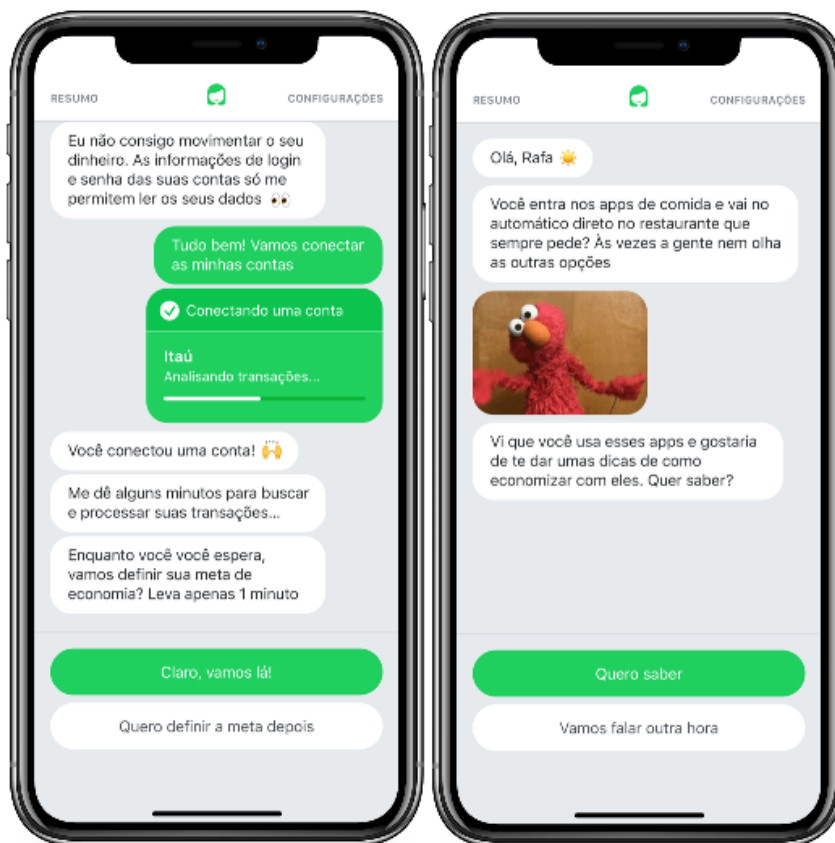 RESUMO
CONFIGURAÇÕES
Eu não consigo movimentar o seu
dinheiro. As informações de login
e senha das suas contas só me
permitem ler os seus dados 👀
Tudo bem! Vamos conectar
as minhas contas
Conectando uma conta
Itaú
Analisando transações...
Você conectou uma conta! 🙌
Me dê alguns minutos para buscar
e processar suas transações...
Enquanto você você espera,
vamos definir sua meta de
economia? Leva apenas 1 minuto
Claro, vamos lá!
Quero definir a meta depois
RESUMO
CONFIGURAÇÕES
Olá, Rafa ☀️
Você entra nos apps de comida e vai no
automático direto no restaurante que
sempre pede? Às vezes a gente nem olha
as outras opções
Vi que você usa esses apps e gostaria
de te dar umas dicas de como
economizar com eles. Quer saber?
Quero saber
Vamos falar outra hora